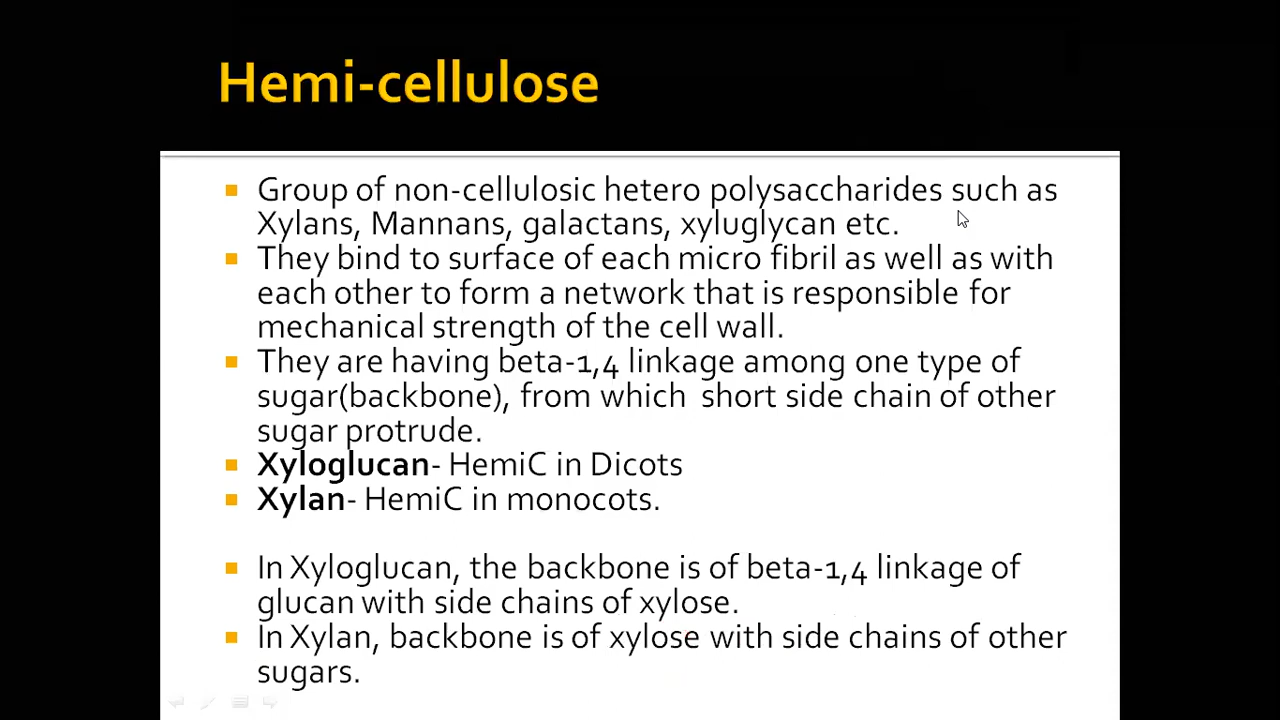 Hemi-cellulose
Group of non-cellulosic hetero polysaccharides such as
Xylans, Mannans, galactans, xyluglycan etc.
They bind to surface of each micro fibril as well as with
each other to form a network that is responsible for
mechanical strength of the cell wall.
They are having beta-1,4 linkage among one type of
sugar(backbone), from which short side chain of other
sugar protrude.
Xyloglucan- HemiC in Dicots
Xylan- HemiC in monocots.
In Xyloglucan, the backbone is of beta-1,4 linkage of
glucan with side chains of xylose.
In Xylan, backbone is of xylose with side chains of other
sugars.